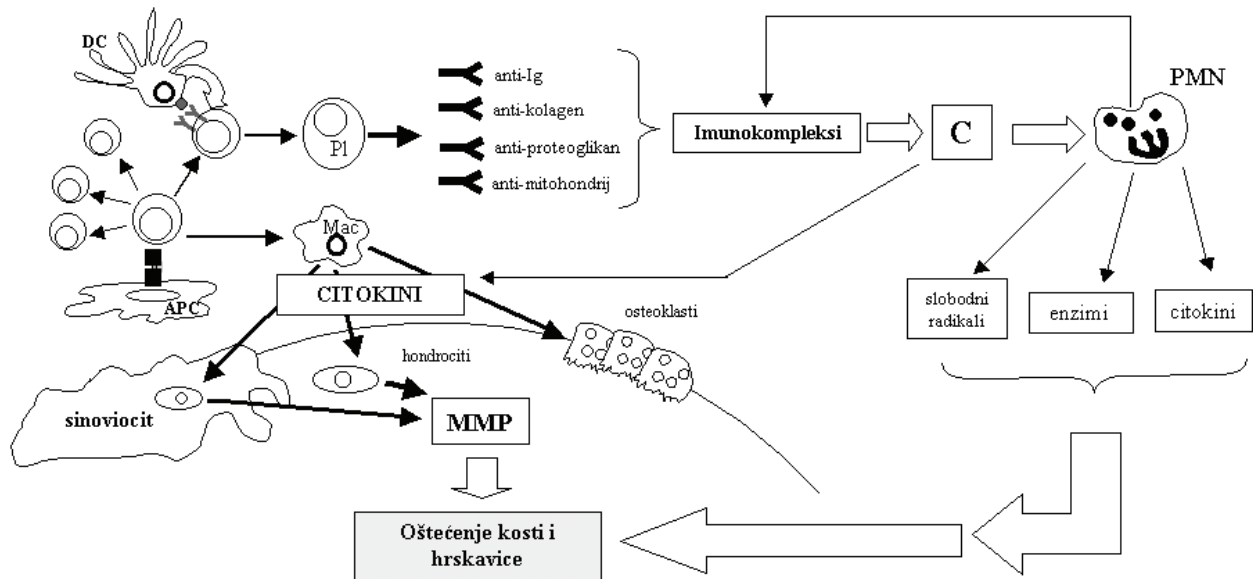 DC
PMN
anti-Ig
anti-kolagen
anti-proteoglikan
anti-mitohondrij
Pl
Imunokompleksi
C
Mac
CITOKINI
APC
osteoklasti
slobodni
radikali
enzimi
citokini
hondrociti
sinoviocit
MMP
Oštećenje kosti i
hrskavice